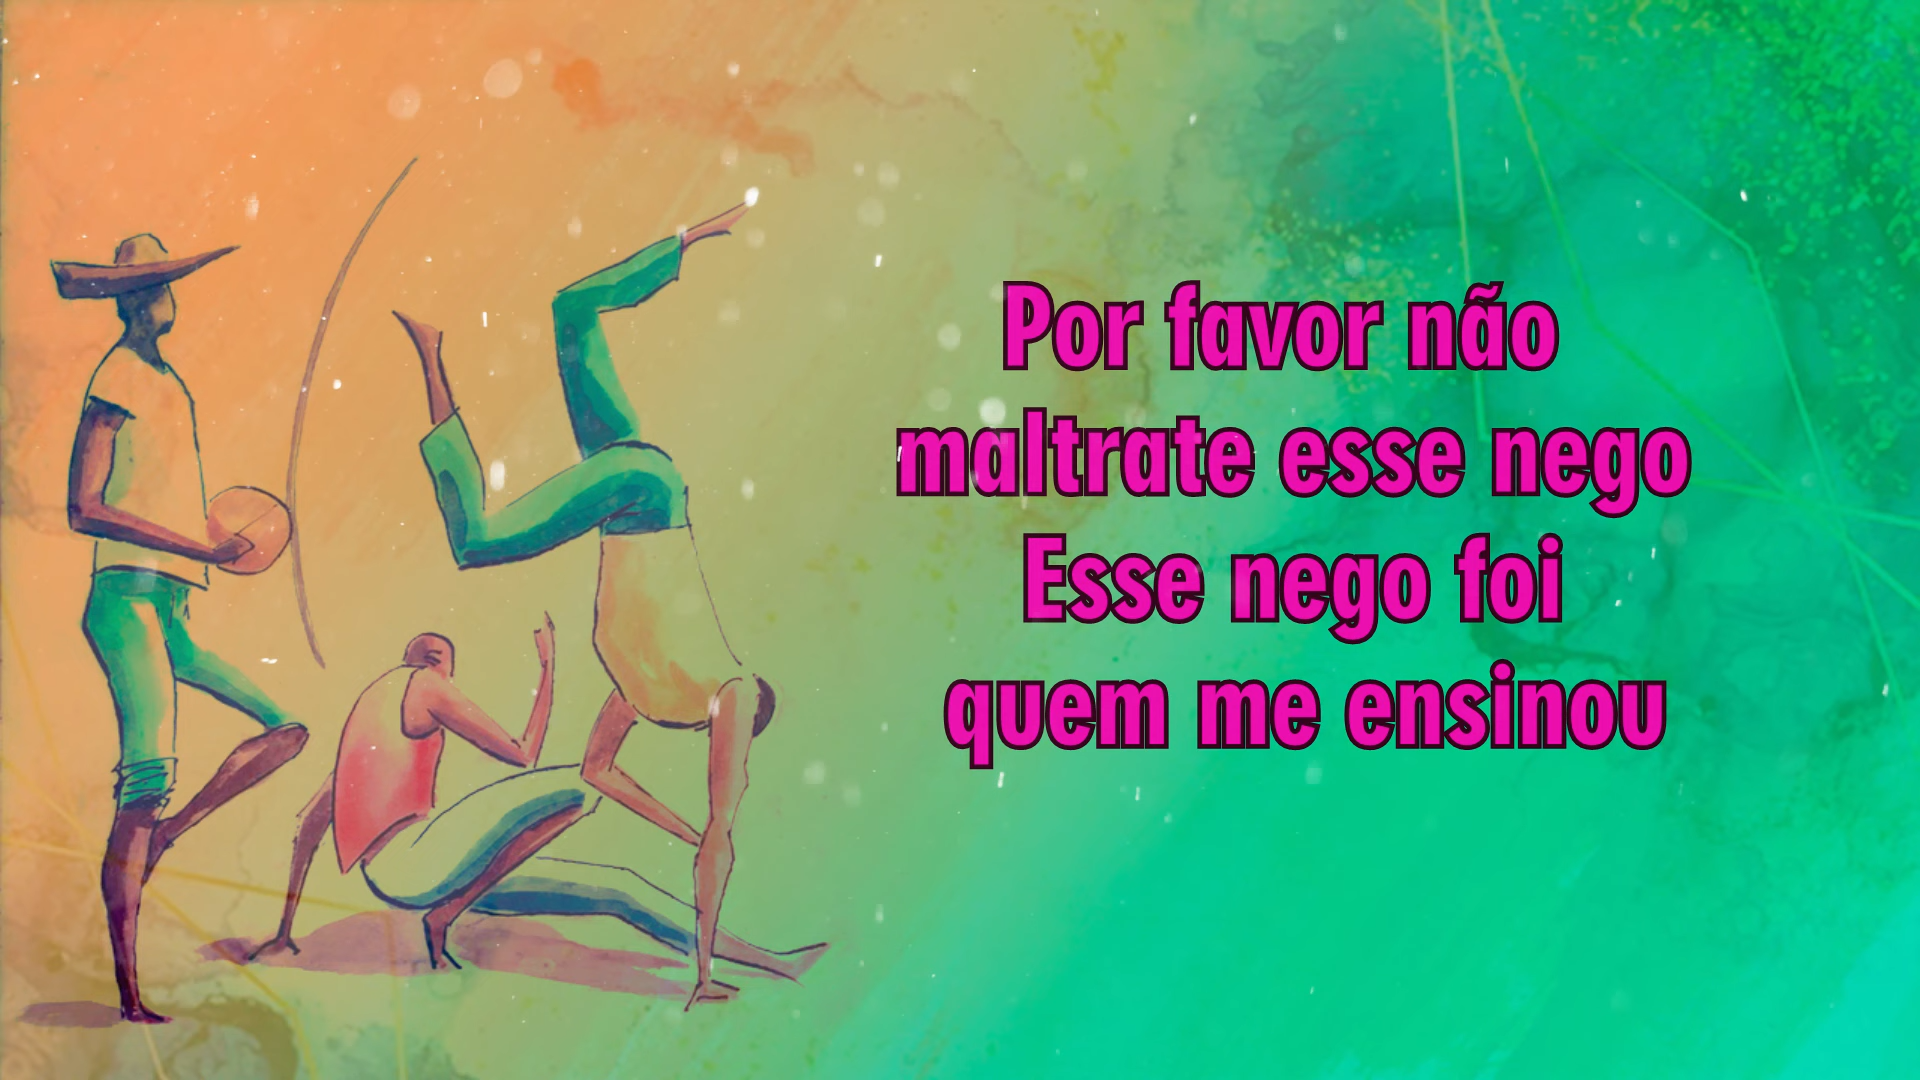 Por favor não
maltrate esse nego
Esse nego foi
quem me ensinou